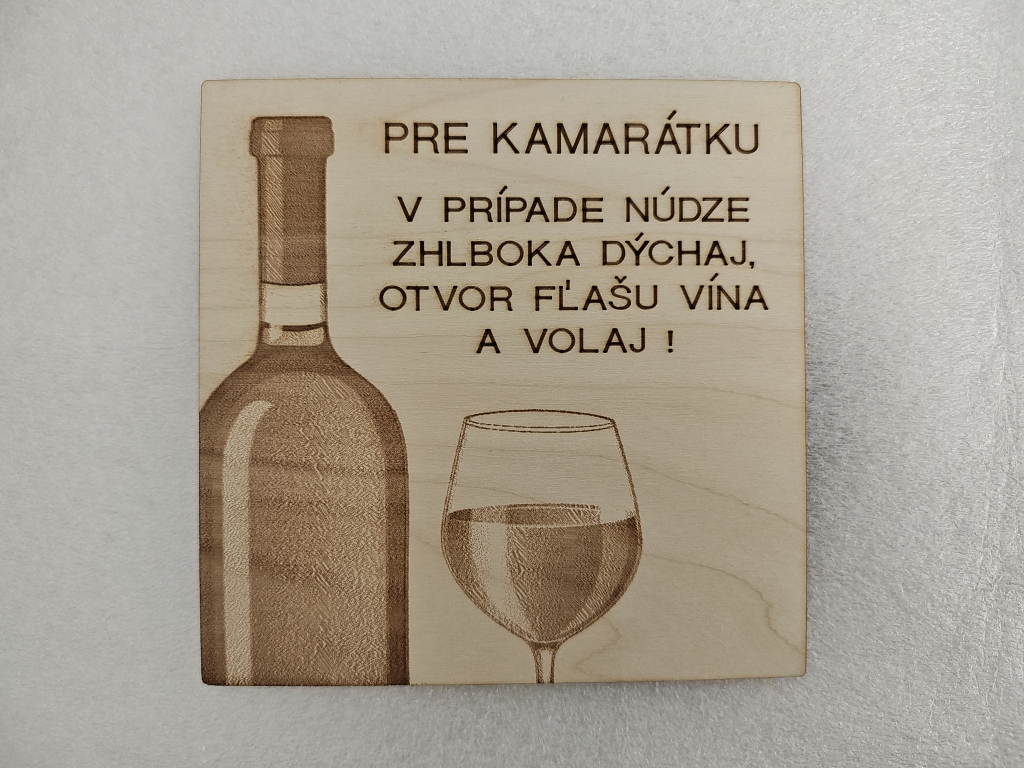 PRE KAMARÁTKU
V PRÍPADE NÚDZE
ZHLBOKA DÝCHAJ,
OTVOR FĽAŠU VÍNA
A VOLAJ !